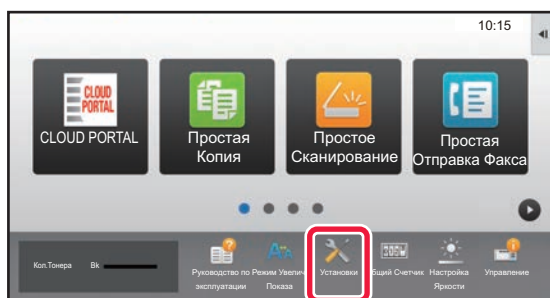 10:15
CLOUD
PORTAL
CLOUD PORTAL
Простая
Копия
Простое
Сканирование
Простая
Отправка Факса
Кол.Тонера Bk
Руководство по
эксплуатации
Режим Увелич
Показа
Установки
бщий Счетчик
Настройка
Яркости
Управление